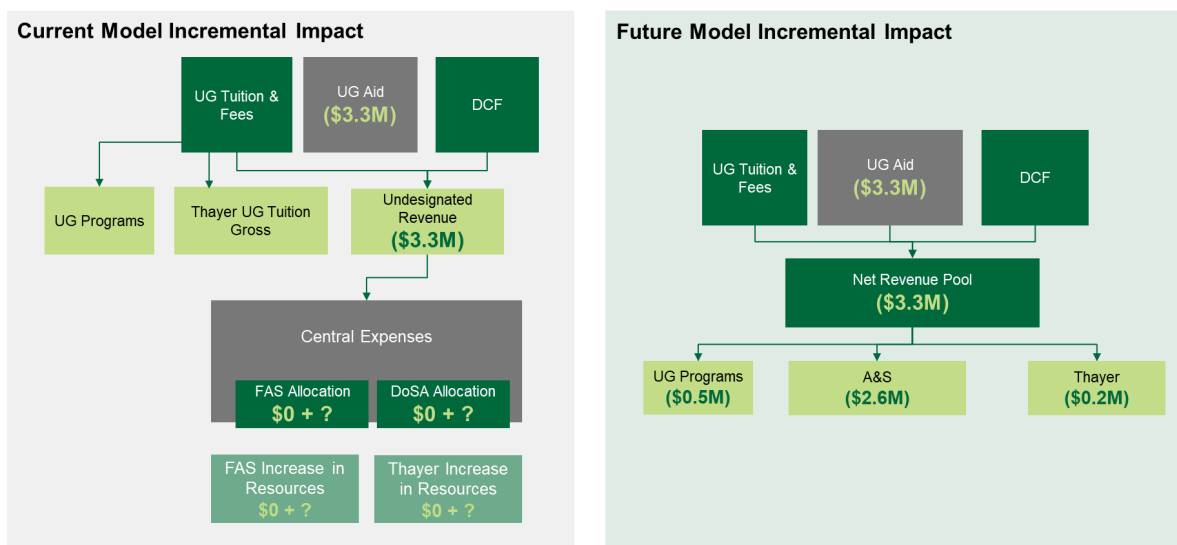 Current Model Incremental Impact
UG Tuition &
Fees
UG Aid
($3.3M)
DCF
UG Programs
Thayer UG Tuition
Gross
Undesignated
Revenue
($3.3M)
Central Expenses
FAS Allocation
$0 + ?
DoSA Allocation
$0 + ?
FAS Increase in
Resources
$0 + ?
Thayer Increase
in Resources
$0 + ?
Future Model Incremental Impact
UG Tuition &
Fees
UG Aid
($3.3M)
DCF
Net Revenue Pool
($3.3M)
UG Programs
($0.5M)
A&S
($2.6M)
Thayer
($0.2M)